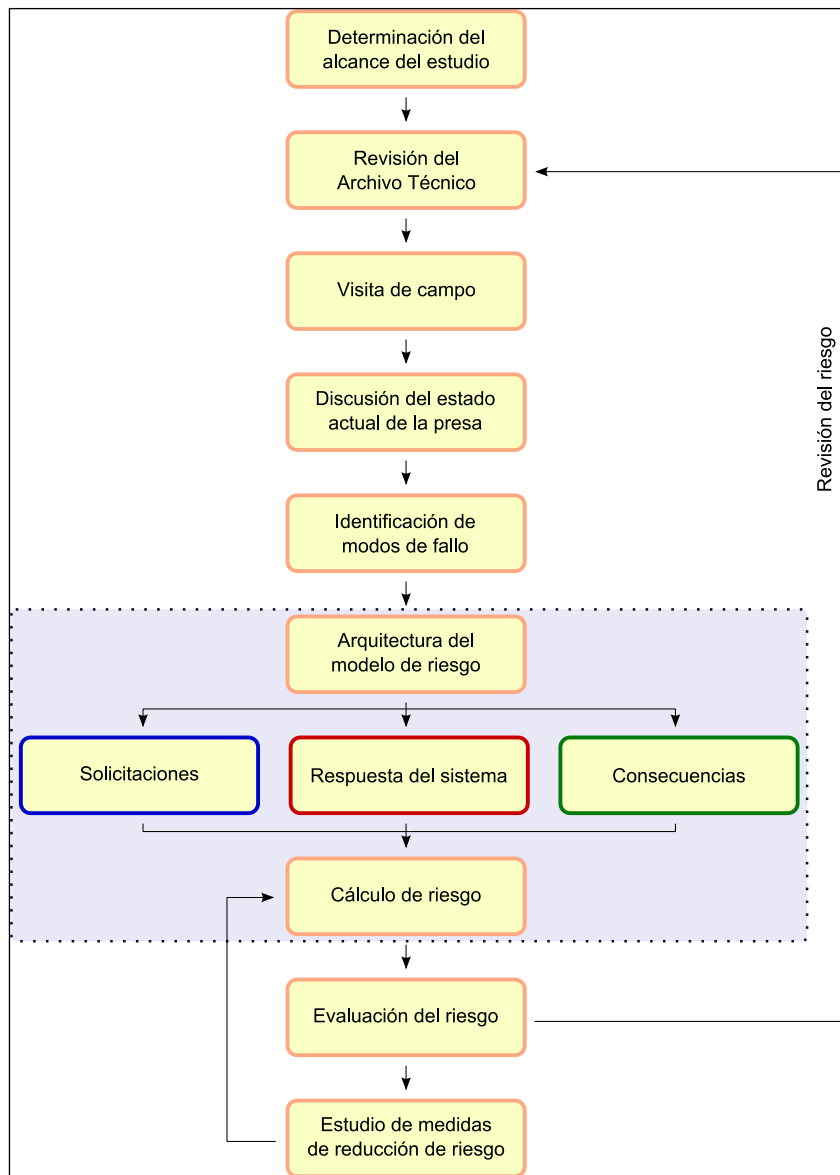 Determinación del
alcance del estudio
Revisión del
Archivo Técnico
Visita de campo
Discusión del estado
actual de la presa
Identificación de
modos de fallo
Arquitectura del
modelo de riesgo
Solicitaciones
Respuesta del sistema
Consecuencias
Cálculo de riesgo
Evaluación del riesgo
Estudio de medidas
de reducción de riesgo
Revisión del riesgo